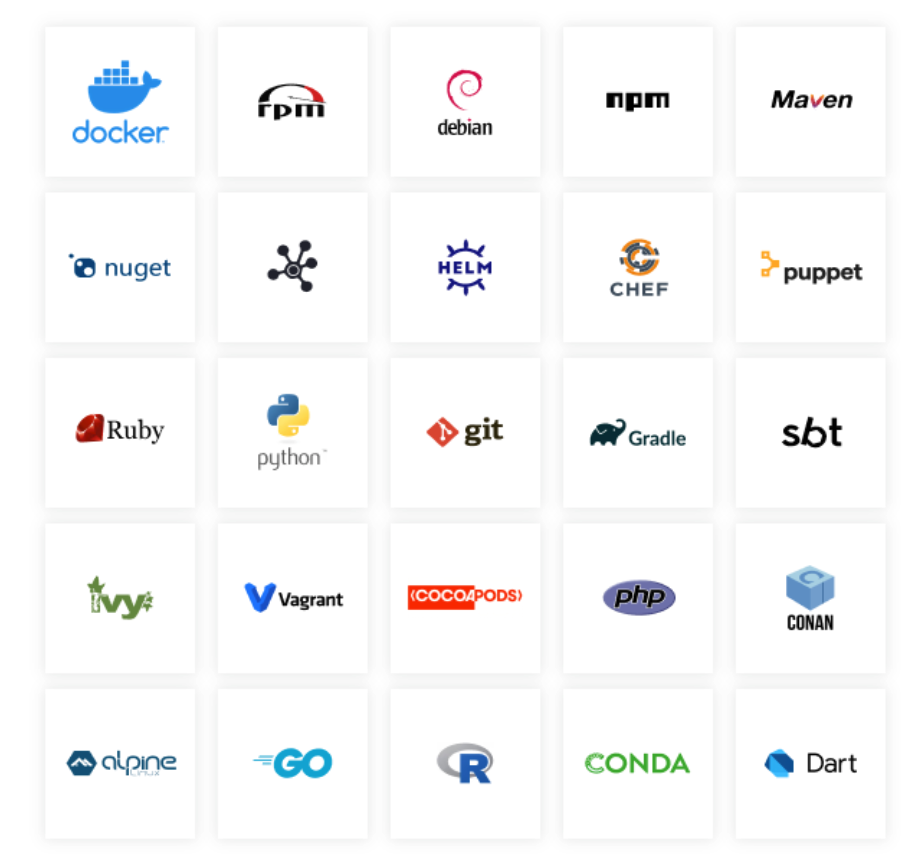 docker
rpm
debian
npm
Maven
nuget
HELM
CHEF
puppet
Ruby
python
git
Gradle
sbt
ivy
Vagrant
COCOAPODS
php
CONAN
alpine
Linux
GO
R
CONDA
Dart